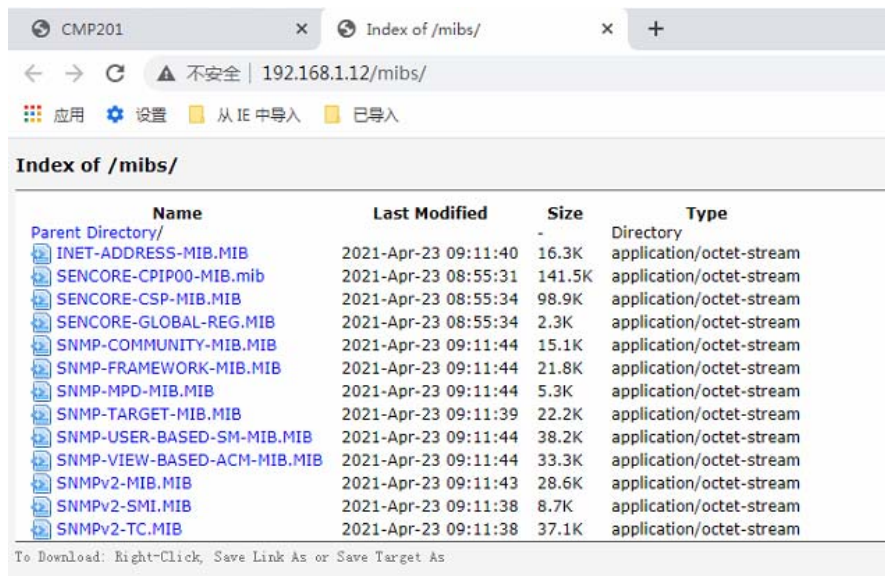 CMP201 × Index of /mibs/ × +
不安全 | 192.168.1.12/mibs/
应用 设置 从 IE 中导入 已导入
Index of /mibs/
Name Last Modified Size Type
Parent Directory/ - Directory
INET-ADDRESS-MIB.MIB 2021-Apr-23 09:11:40 16.3K application/octet-stream
SENCORE-CPIP00-MIB.mib 2021-Apr-23 08:55:31 141.5K application/octet-stream
SENCORE-CSP-MIB.MIB 2021-Apr-23 08:55:34 98.9K application/octet-stream
SENCORE-GLOBAL-REG.MIB 2021-Apr-23 08:55:34 2.3K application/octet-stream
SNMP-COMMUNITY-MIB.MIB 2021-Apr-23 09:11:44 15.1K application/octet-stream
SNMP-FRAMEWORK-MIB.MIB 2021-Apr-23 09:11:44 21.8K application/octet-stream
SNMP-MPD-MIB.MIB 2021-Apr-23 09:11:44 5.3K application/octet-stream
SNMP-TARGET-MIB.MIB 2021-Apr-23 09:11:39 22.2K application/octet-stream
SNMP-USER-BASED-SM-MIB.MIB 2021-Apr-23 09:11:44 38.2K application/octet-stream
SNMP-VIEW-BASED-ACM-MIB.MIB 2021-Apr-23 09:11:44 33.3K application/octet-stream
SNMPv2-MIB.MIB 2021-Apr-23 09:11:43 28.6K application/octet-stream
SNMPv2-SMI.MIB 2021-Apr-23 09:11:38 8.7K application/octet-stream
SNMPv2-TC.MIB 2021-Apr-23 09:11:38 37.1K application/octet-stream
To Download: Right-Click, Save Link As or Save Target As